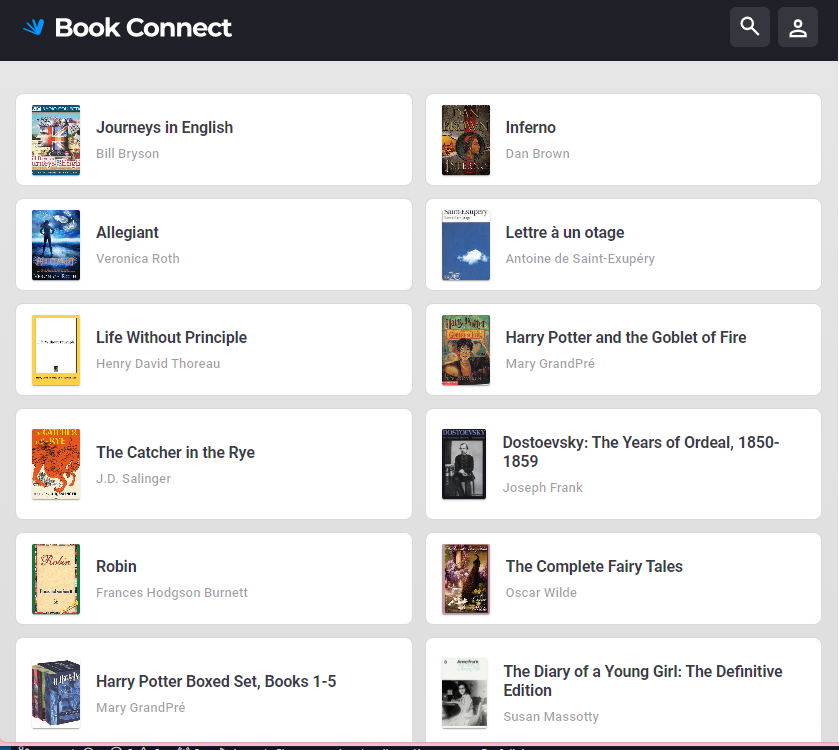 Book Connect
Journeys in English
Bill Bryson
Inferno
Dan Brown
Allegiant
Veronica Roth
Lettre à un otage
Antoine de Saint-Exupéry
Life Without Principle
Henry David Thoreau
Harry Potter and the Goblet of Fire
Mary GrandPré
The Catcher in the Rye
J.D. Salinger
DOSTOEVSKY
Dostoevsky: The Years of Ordeal, 1850-
1859
Joseph Frank
Robin
Robin
Frances Hodgson Burnett
The Complete Fairy Tales
Oscar Wilde
Harry Potter Boxed Set, Books 1-5
Mary GrandPré
Anne Frank
The Diary of a Young Girl: The Definitive
Edition
Susan Massotty